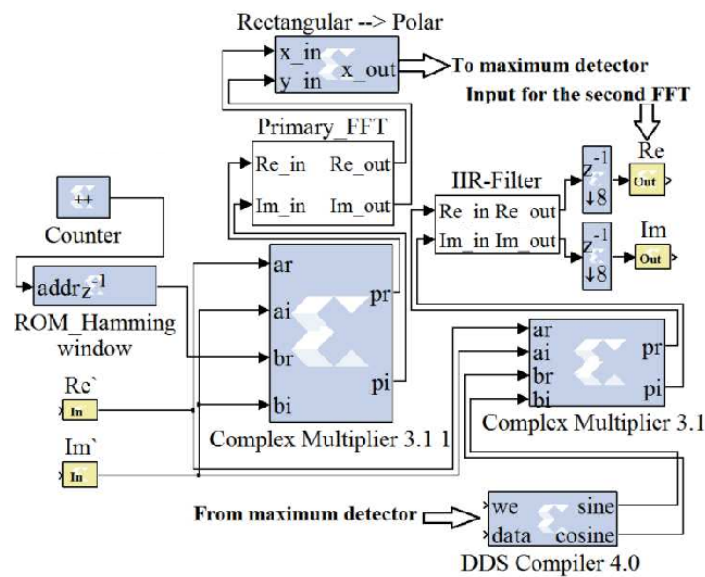 Rectangular --> Polar
x_in
y_in
x_out
To maximum detector
Input for the second FFT
Primary_FFT
Re_in Re_out
Im_in Im_out
IIR-Filter
Re_in Re_out
Im_in Im_out
z-1
↓8
Re
Out
z-1
↓8
Im
Out
++
Counter
addr z-1
ROM_Hamming
window
ar
ai
br
bi
pr
pi
Complex Multiplier 3.1 1
Re`
In
Im`
In
ar
ai
br
bi
pr
pi
Complex Multiplier 3.1
From maximum detector
we sine
data cosine
DDS Compiler 4.0